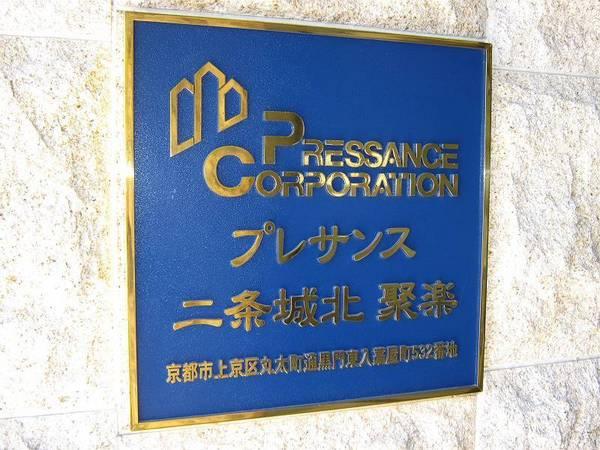 PRESSANCE
CORPORATION
プレサンス
二条城北 聚楽
京都市上京区丸太町通黒門東入藁屋町532番地